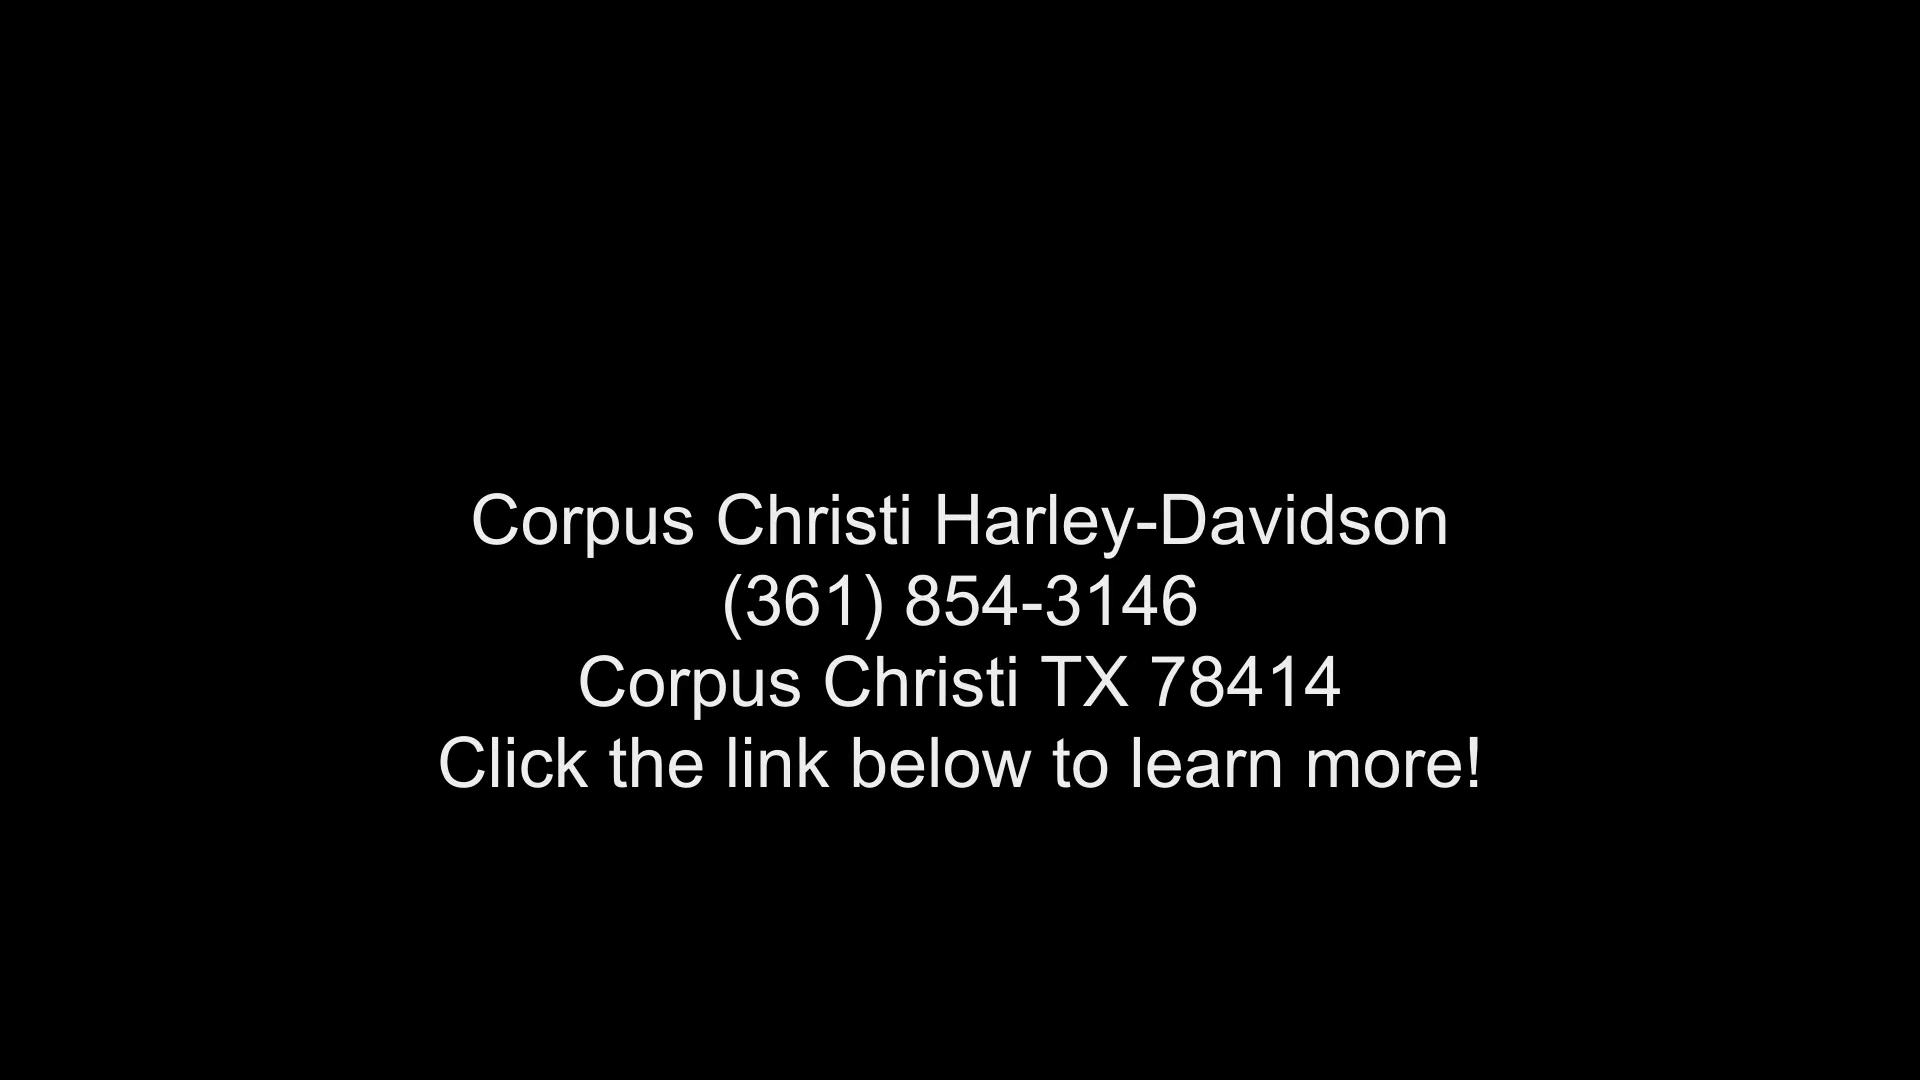 Corpus Christi Harley-Davidson
(361) 854-3146
Corpus Christi TX 78414
Click the link below to learn more!